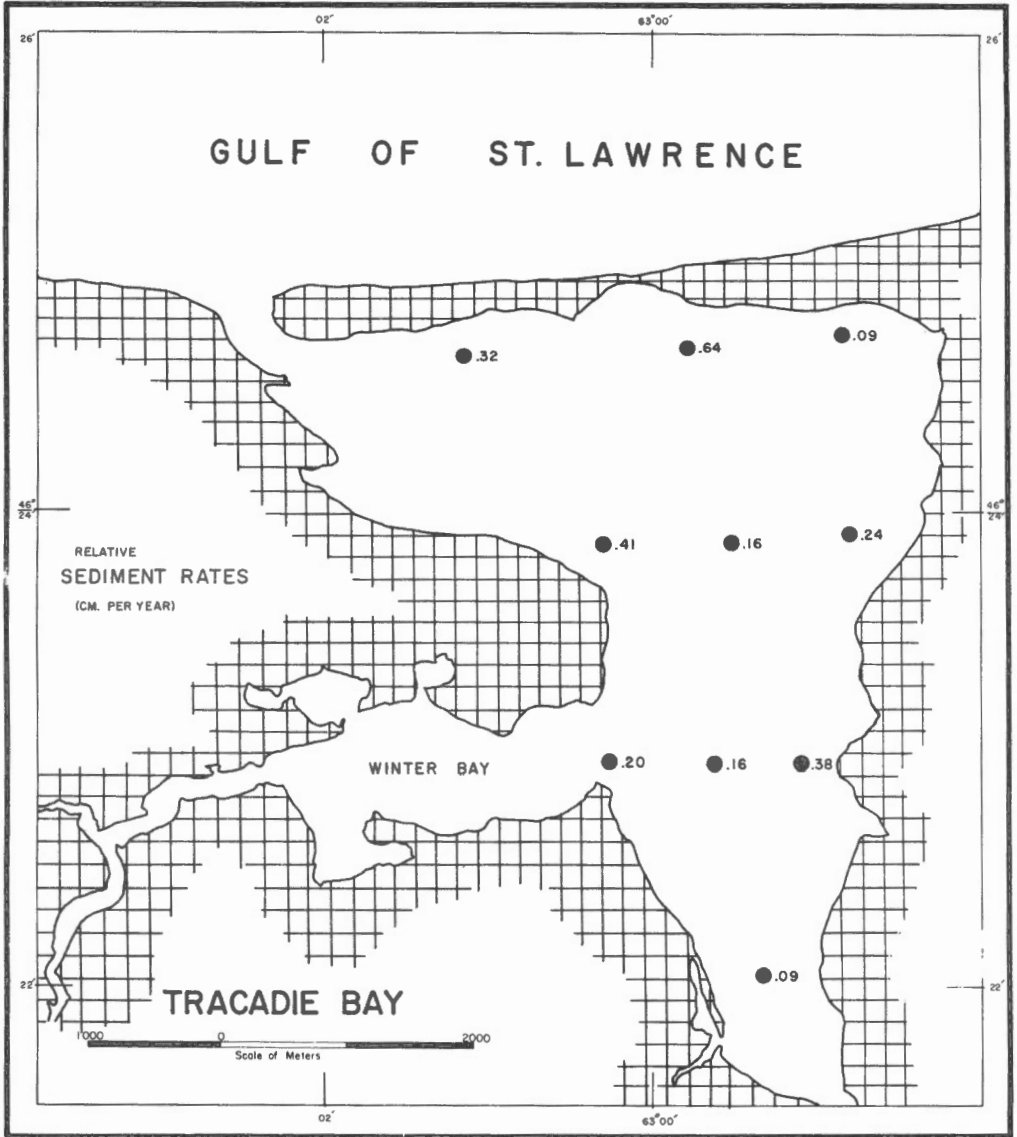 02' 63°00'
26' 26'
GULF OF ST. LAWRENCE
.32 .64 .09
46° 24' 46° 24'
.41 .16 .24
RELATIVE
SEDIMENT RATES
(CM. PER YEAR)
WINTER BAY .20 .16 .38
.09
22' 22'
TRACADIE BAY
1000 0 2000
Scale of Meters
02' 63°00'